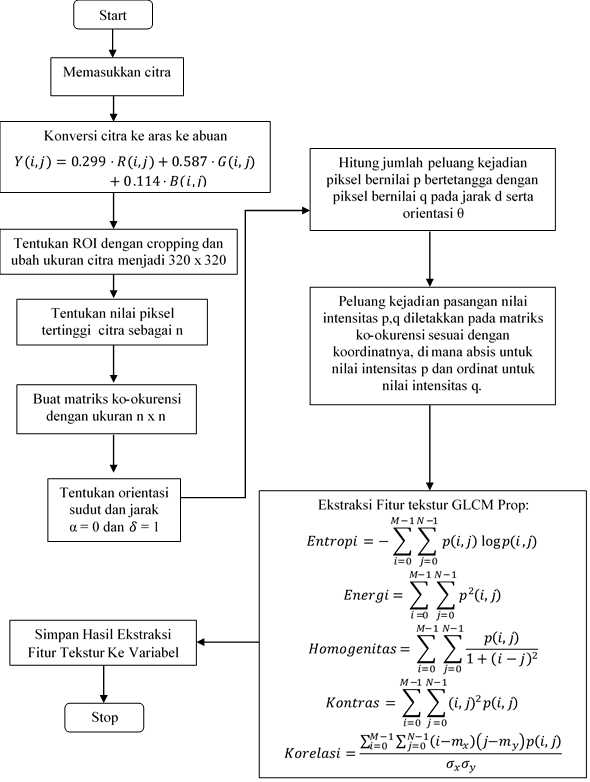 Start
Memasukkan citra
Konversi citra ke aras ke abuan
Y(i,j) = 0.299 · R(i,j) + 0.587 · G(i,j)
+ 0.114 · B(i,j)
Tentukan ROI dengan cropping dan
ubah ukuran citra menjadi 320 x 320
Tentukan nilai piksel
tertinggi citra sebagai n
Buat matriks ko-okurensi
dengan ukuran n x n
Tentukan orientasi
sudut dan jarak
α = 0 dan δ = 1
Hitung jumlah peluang kejadian
piksel bernilai p bertetangga dengan
piksel bernilai q pada jarak d serta
orientasi θ
Peluang kejadian pasangan nilai
intensitas p,q diletakkan pada matriks
ko-okurensi sesuai dengan
koordinatnya, di mana absis untuk
nilai intensitas p dan ordinat untuk
nilai intensitas q.
Ekstraksi Fitur tekstur GLCM Prop:
Entropi = −∑_{i=0}^{M−1} ∑_{j=0}^{N−1} p(i,j) log p(i,j)
Energi = ∑_{i=0}^{M−1} ∑_{j=0}^{N−1} p²(i,j)
Homogenitas = ∑_{i=0}^{M−1} ∑_{j=0}^{N−1} p(i,j) / 1 + (i − j)²
Kontras = ∑_{i=0}^{M−1} ∑_{j=0}^{N−1} (i,j)² p(i,j)
Korelasi = ∑_{i=0}^{M−1} ∑_{j=0}^{N−1} (i−m_x)(j−m_y)p(i,j) / σ_xσ_y
Simpan Hasil Ekstraksi
Fitur Tekstur Ke Variabel
Stop